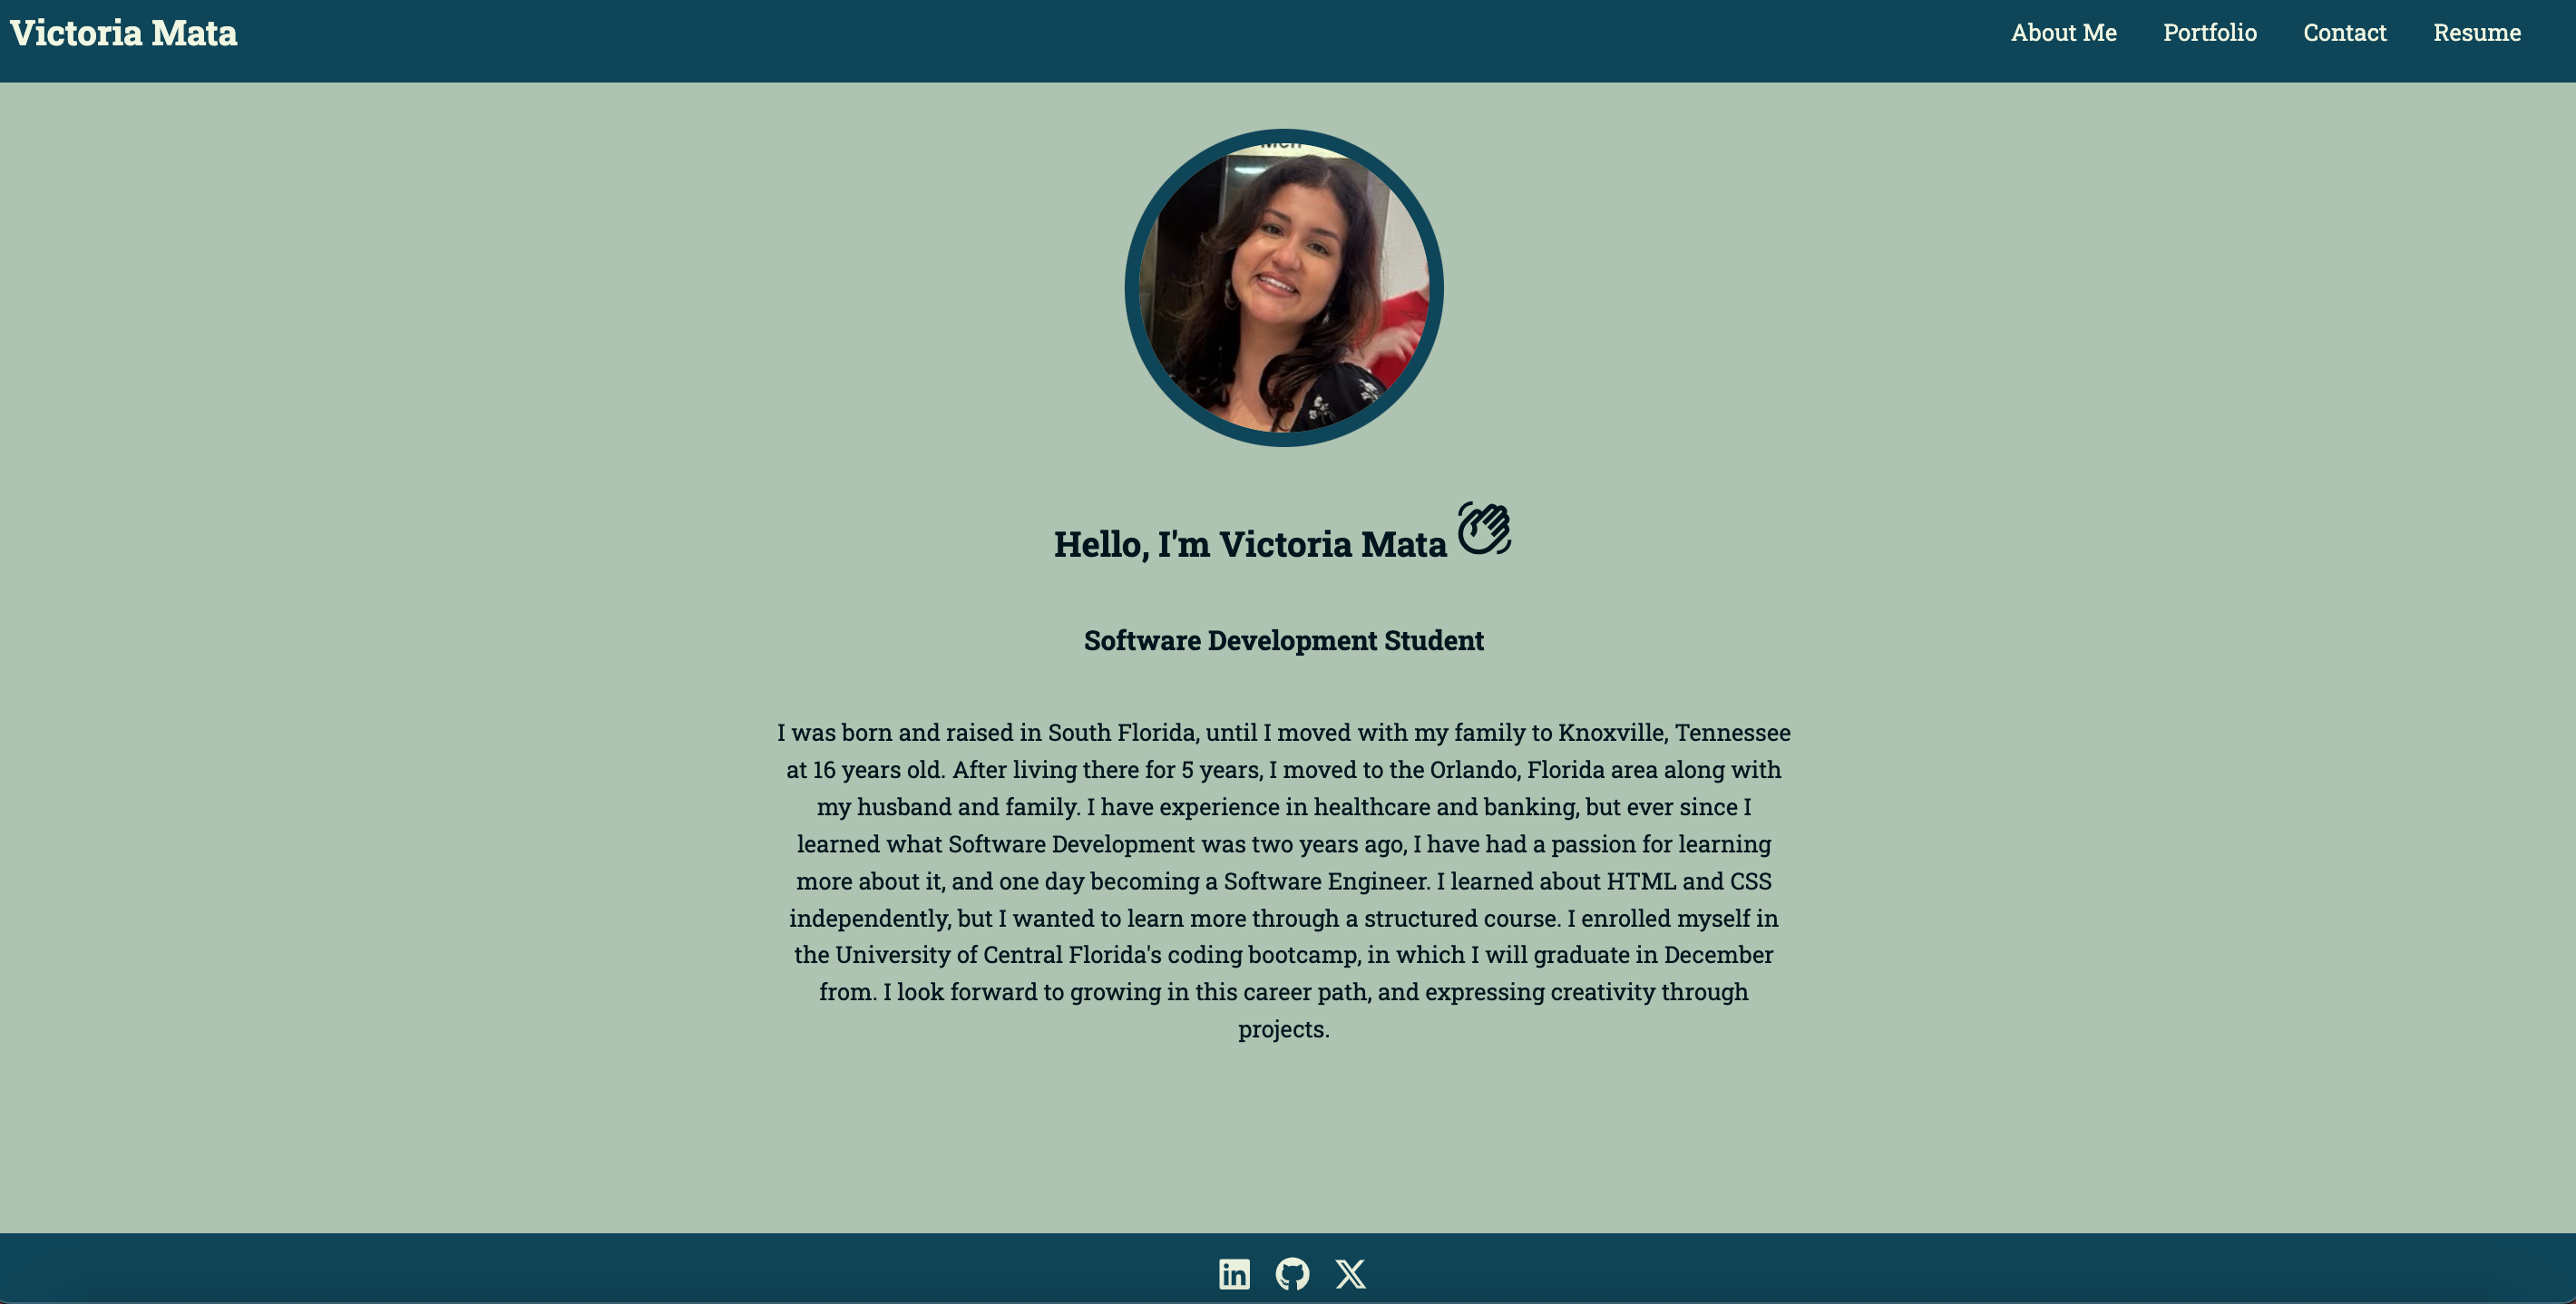 Victoria Mata
About Me Portfolio Contact Resume
Men
Hello, I'm Victoria Mata
Software Development Student
I was born and raised in South Florida, until I moved with my family to Knoxville, Tennessee
at 16 years old. After living there for 5 years, I moved to the Orlando, Florida area along with
my husband and family. I have experience in healthcare and banking, but ever since I
learned what Software Development was two years ago, I have had a passion for learning
more about it, and one day becoming a Software Engineer. I learned about HTML and CSS
independently, but I wanted to learn more through a structured course. I enrolled myself in
the University of Central Florida's coding bootcamp, in which I will graduate in December
from. I look forward to growing in this career path, and expressing creativity through
projects.
in
X